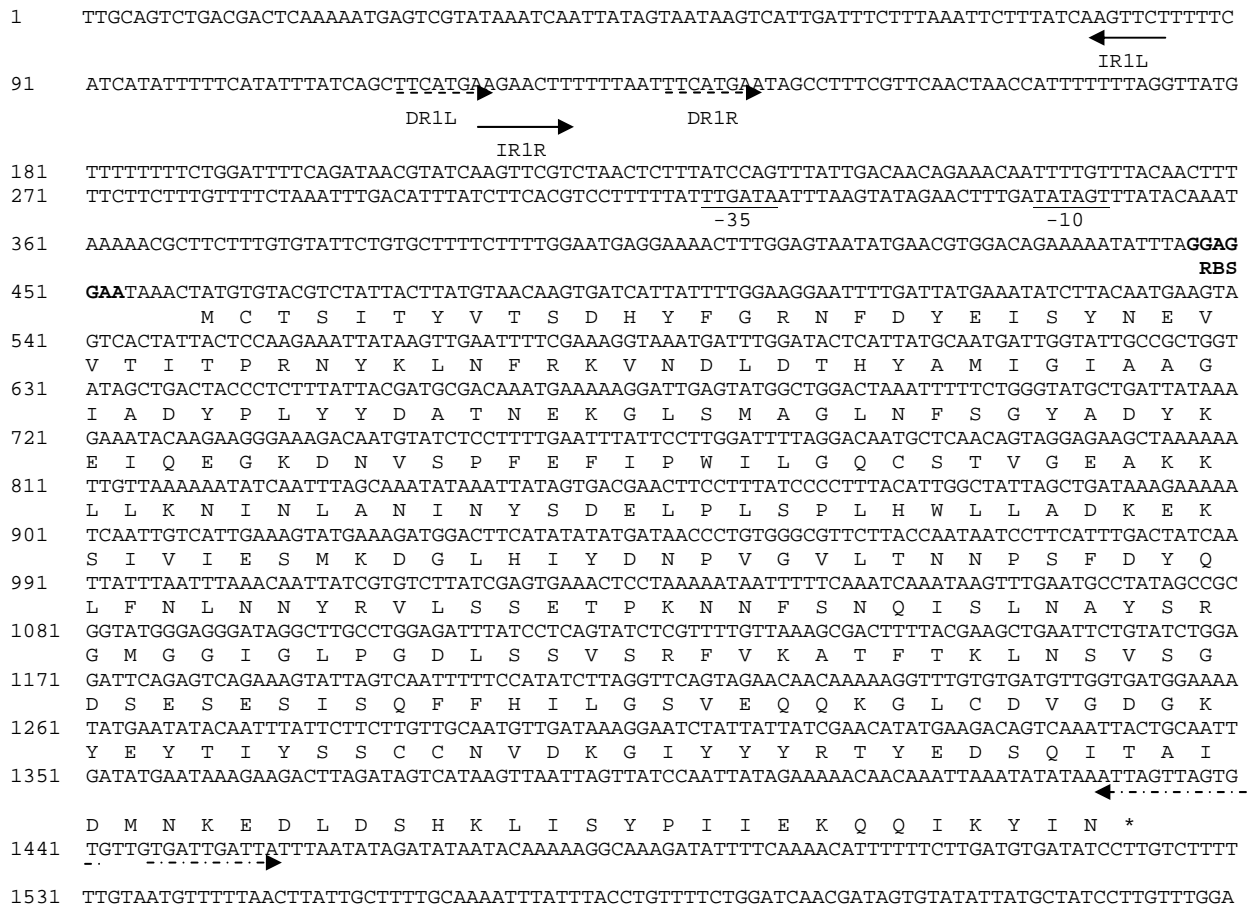 1 TTGCAGTCTGACGACTCAAAAATGAGTCGTATAAATCAATTATAGTAATAAGTCATTGATTTCTTTAAATTCTTTATCAAGTTCTTTTTC
IR1L
91 ATCATATTTTTCATATTTATCAGCTTCATGAAGAACTTTTTTAATTTCATGAATAGCCTTTCGTTCAACTAACCATTTTTTTAGGTTATG
DR1L DR1R
IR1R
181 TTTTTTTTCTGGATTTTCAGATAACGTATCAAGTTCGTCTAACTCTTTATCCAGTTTATTGACAACAGAAACAATTTTGTTTACAACTTT
271 TTCTTCTTTGTTTTCTAAATTTGACATTTATCTTCACGTCCTTTTTATTTGATAATTTAAGTATAGAACTTTGATATAGTTTATACAAAT
-35 -10
361 AAAAACGCTTCTTTGTGTATTCTGTGCTTTTCTTTTGGAATGAGGAAAACTTTGGAGTAATATGAACGTGGACAGAAAAATATTTAGGAG
RBS
451 GAATAAACTATGTGTACGTCTATTACTTATGTAACAAGTGATCATTATTTTGGAAGGAATTTTGATTATGAAATATCTTACAATGAAGTA
M C T S I T Y V T S D H Y F G R N F D Y E I S Y N E V
541 GTCACTATTACTCCAAGAAATTATAAGTTGAATTTTCGAAAGGTAAATGATTTGGATACTCATTATGCAATGATTGGTATTGCCGCTGGT
V T I T P R N Y K L N F R K V N D L D T H Y A M I G I A A G
631 ATAGCTGACTACCCTCTTTATTACGATGCGACAAATGAAAAAGGATTGAGTATGGCTGGACTAAATTTTTCTGGGTATGCTGATTATAAA
I A D Y P L Y Y D A T N E K G L S M A G L N F S G Y A D Y K
721 GAAATACAAGAAGGGAAAGACAATGTATCTCCTTTTGAATTTATTCCTTGGATTTTAGGACAATGCTCAACAGTAGGAGAAGCTAAAAAA
E I Q E G K D N V S P F E F I P W I L G Q C S T V G E A K K
811 TTGTTAAAAAATATCAATTTAGCAAATATAAATTATAGTGACGAACTTCCTTTATCCCCTTTACATTGGCTATTAGCTGATAAAGAAAAA
L L K N I N L A N I N Y S D E L P L S P L H W L L A D K E K
901 TCAATTGTCATTGAAAGTATGAAAGATGGACTTCATATATATGATAACCCTGTGGGCGTTCTTACCAATAATCCTTCATTTGACTATCAA
S I V I E S M K D G L H I Y D N P V G V L T N N P S F D Y Q
991 TTATTTAATTTAAACAATTATCGTGTCTTATCGAGTGAAACTCCTAAAAATAATTTTTCAAATCAAATAAGTTTGAATGCCTATAGCCGC
L F N L N N Y R V L S S E T P K N N F S N Q I S L N A Y S R
1081 GGTATGGGAGGGATAGGCTTGCCTGGAGATTTATCCTCAGTATCTCGTTTTGTTAAAGCGACTTTTACGAAGCTGAATTCTGTATCTGGA
G M G G I G L P G D L S S V S R F V K A T F T K L N S V S G
1171 GATTCAGAGTCAGAAAGTATTAGTCAATTTTTCCATATCTTAGGTTCAGTAGAACAACAAAAAGGTTTGTGTGATGTTGGTGATGGAAAA
D S E S E S I S Q F F H I L G S V E Q Q K G L C D V G D G K
1261 TATGAATATACAATTTATTCTTCTTGTTGCAATGTTGATAAAGGAATCTATTATTATCGAACATATGAAGACAGTCAAATTACTGCAATT
Y E Y T I Y S S C C N V D K G I Y Y Y R T Y E D S Q I T A I
1351 GATATGAATAAAGAAGACTTAGATAGTCATAAGTTAATTAGTTATCCAATTATAGAAAAACAACAAATTAAATATATAAATTAGTTAGTG
D M N K E D L D S H K L I S Y P I I E K Q Q I K Y I N *
1441 TGTTGTGATTGATTATTTAATATAGATATAATACAAAAAGGCAAAGATATTTTCAAAACATTTTTTCTTGATGTGATATCCTTGTCTTTT
1531 TTGTAATGTTTTTAACTTATTGCTTTTGCAAAATTTATTTACCTGTTTTCTGGATCAACGATAGTGTATATTATGCTATCCTTGTTTGGA